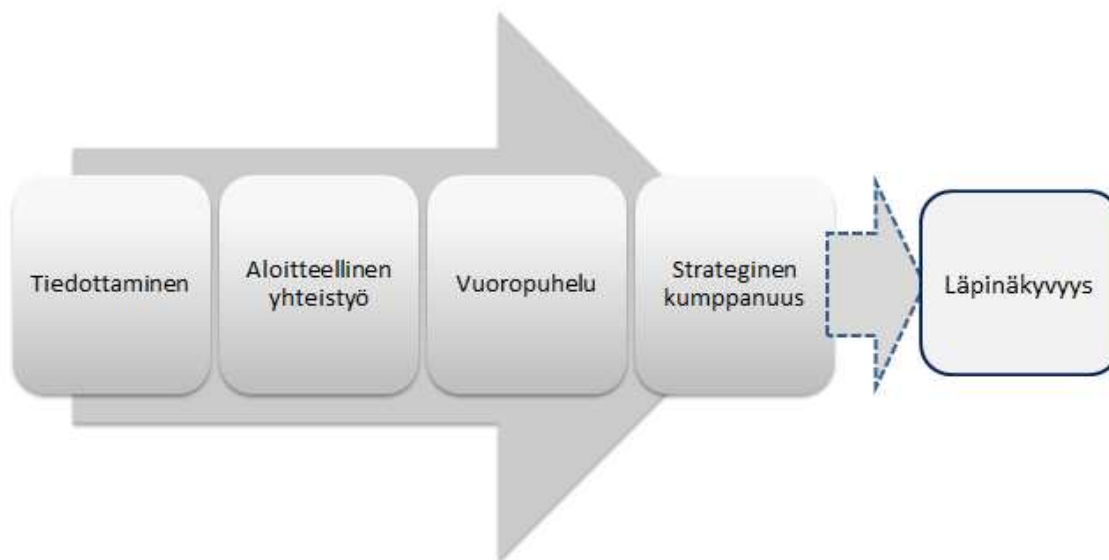 Tiedottaminen
Aloitteellinen
yhteistyö
Vuoropuhelu
Strateginen
kumppanuus
Läpinäkyvyys